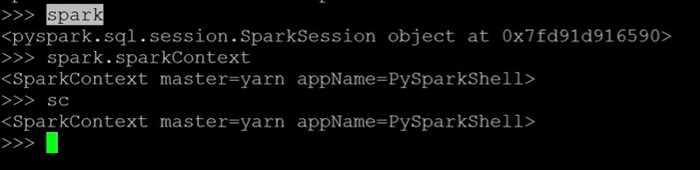 >>> spark
<pyspark.sql.session.SparkSession object at 0x7fd91d916590>
>>> spark.sparkContext
<SparkContext master=yarn appName=PySparkShell>
>>> sc
<SparkContext master=yarn appName=PySparkShell>
>>>